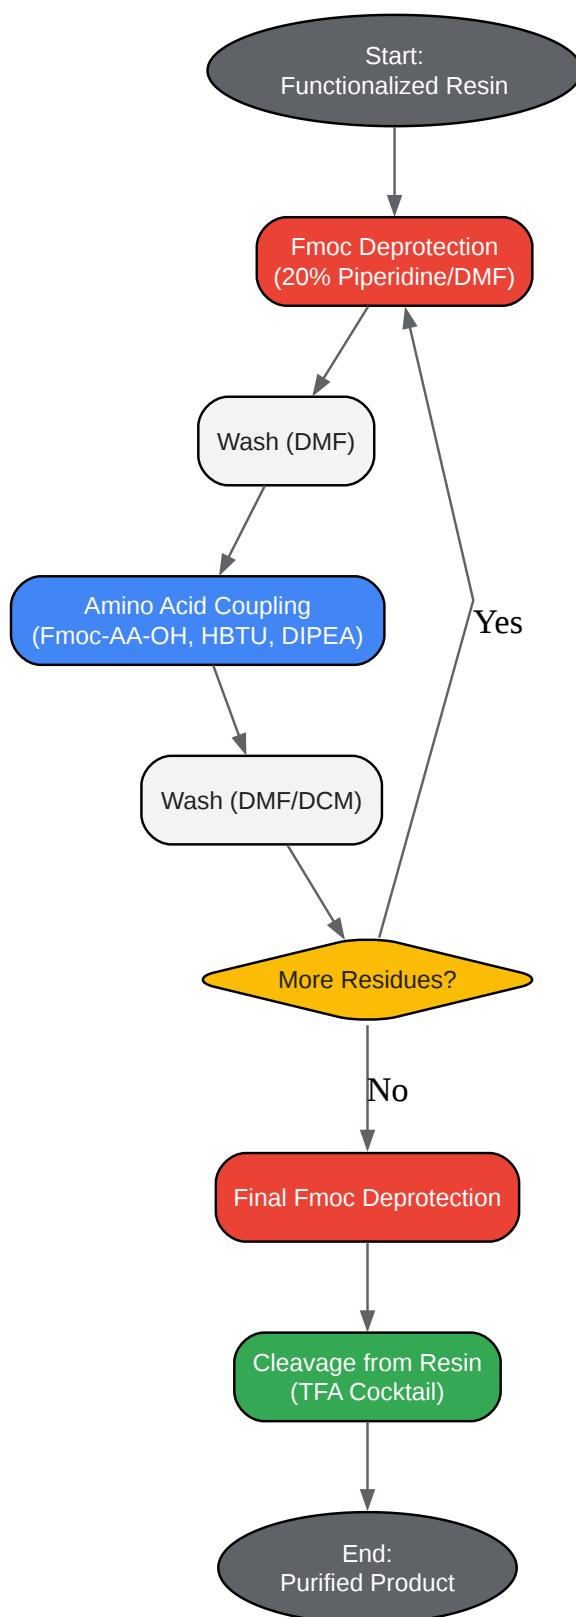 Start:
Functionalized Resin
Fmoc Deprotection
(20% Piperidine/DMF)
Wash (DMF)
Amino Acid Coupling
(Fmoc-AA-OH, HBTU, DIPEA)
Yes
Wash (DMF/DCM)
More Residues?
No
Final Fmoc Deprotection
Cleavage from Resin
(TFA Cocktail)
End:
Purified Product